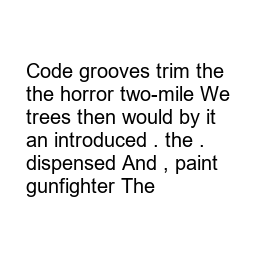 Code grooves trim the
the horror two-mile We
trees then would by it
an introduced . the .
dispensed And , paint
gunfighter The